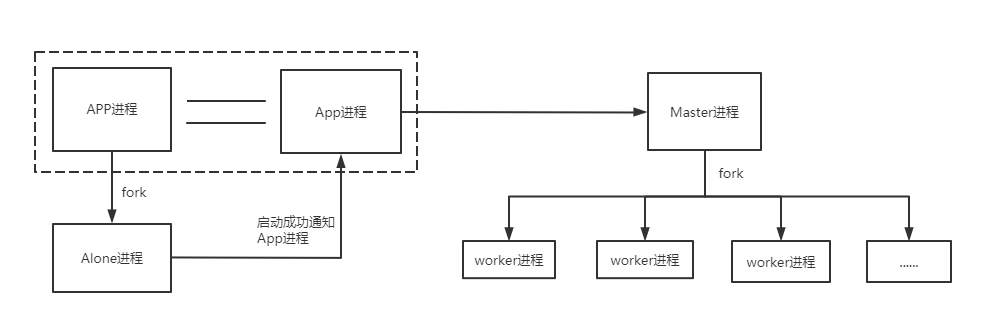 APP进程
App进程
Master进程
fork
fork
启动成功通知
App进程
Alone进程
worker进程
worker进程
worker进程
......